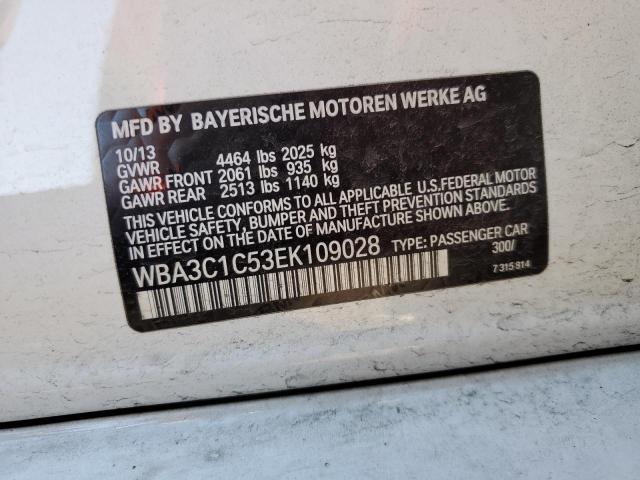 MFD BY BAYERISCHE MOTOREN WERKE AG
10/13
GVWR 4464 lbs 2025 kg
GAWR FRONT 2061 lbs 935 kg
GAWR REAR 2513 lbs 1140 kg
THIS VEHICLE CONFORMS TO ALL APPLICABLE U.S.FEDERAL MOTOR
VEHICLE SAFETY, BUMPER AND THEFT PREVENTION STANDARDS
IN EFFECT ON THE DATE OF MANUFACTURE SHOWN ABOVE.
WBA3C1C53EK109028 TYPE: PASSENGER CAR
300/
7 315 914